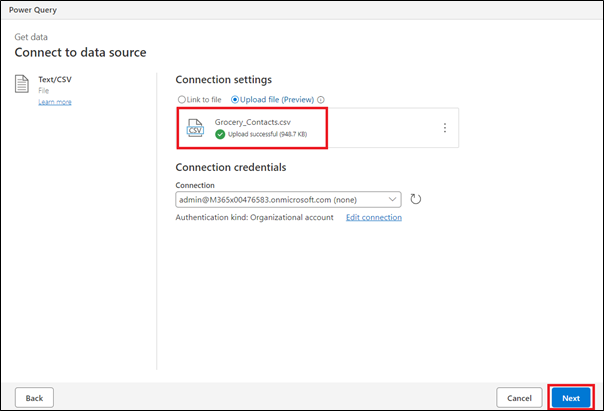 Power Query
Get data
Connect to data source
Text/CSV
File
Learn more
Connection settings
Link to file Upload file (Preview)
CSV
Grocery_Contacts.csv
Upload successful (948.7 KB)
Connection credentials
Connection
admin@M365x00476583.onmicrosoft.com (none)
Authentication kind: Organizational account Edit connection
Back Cancel Next